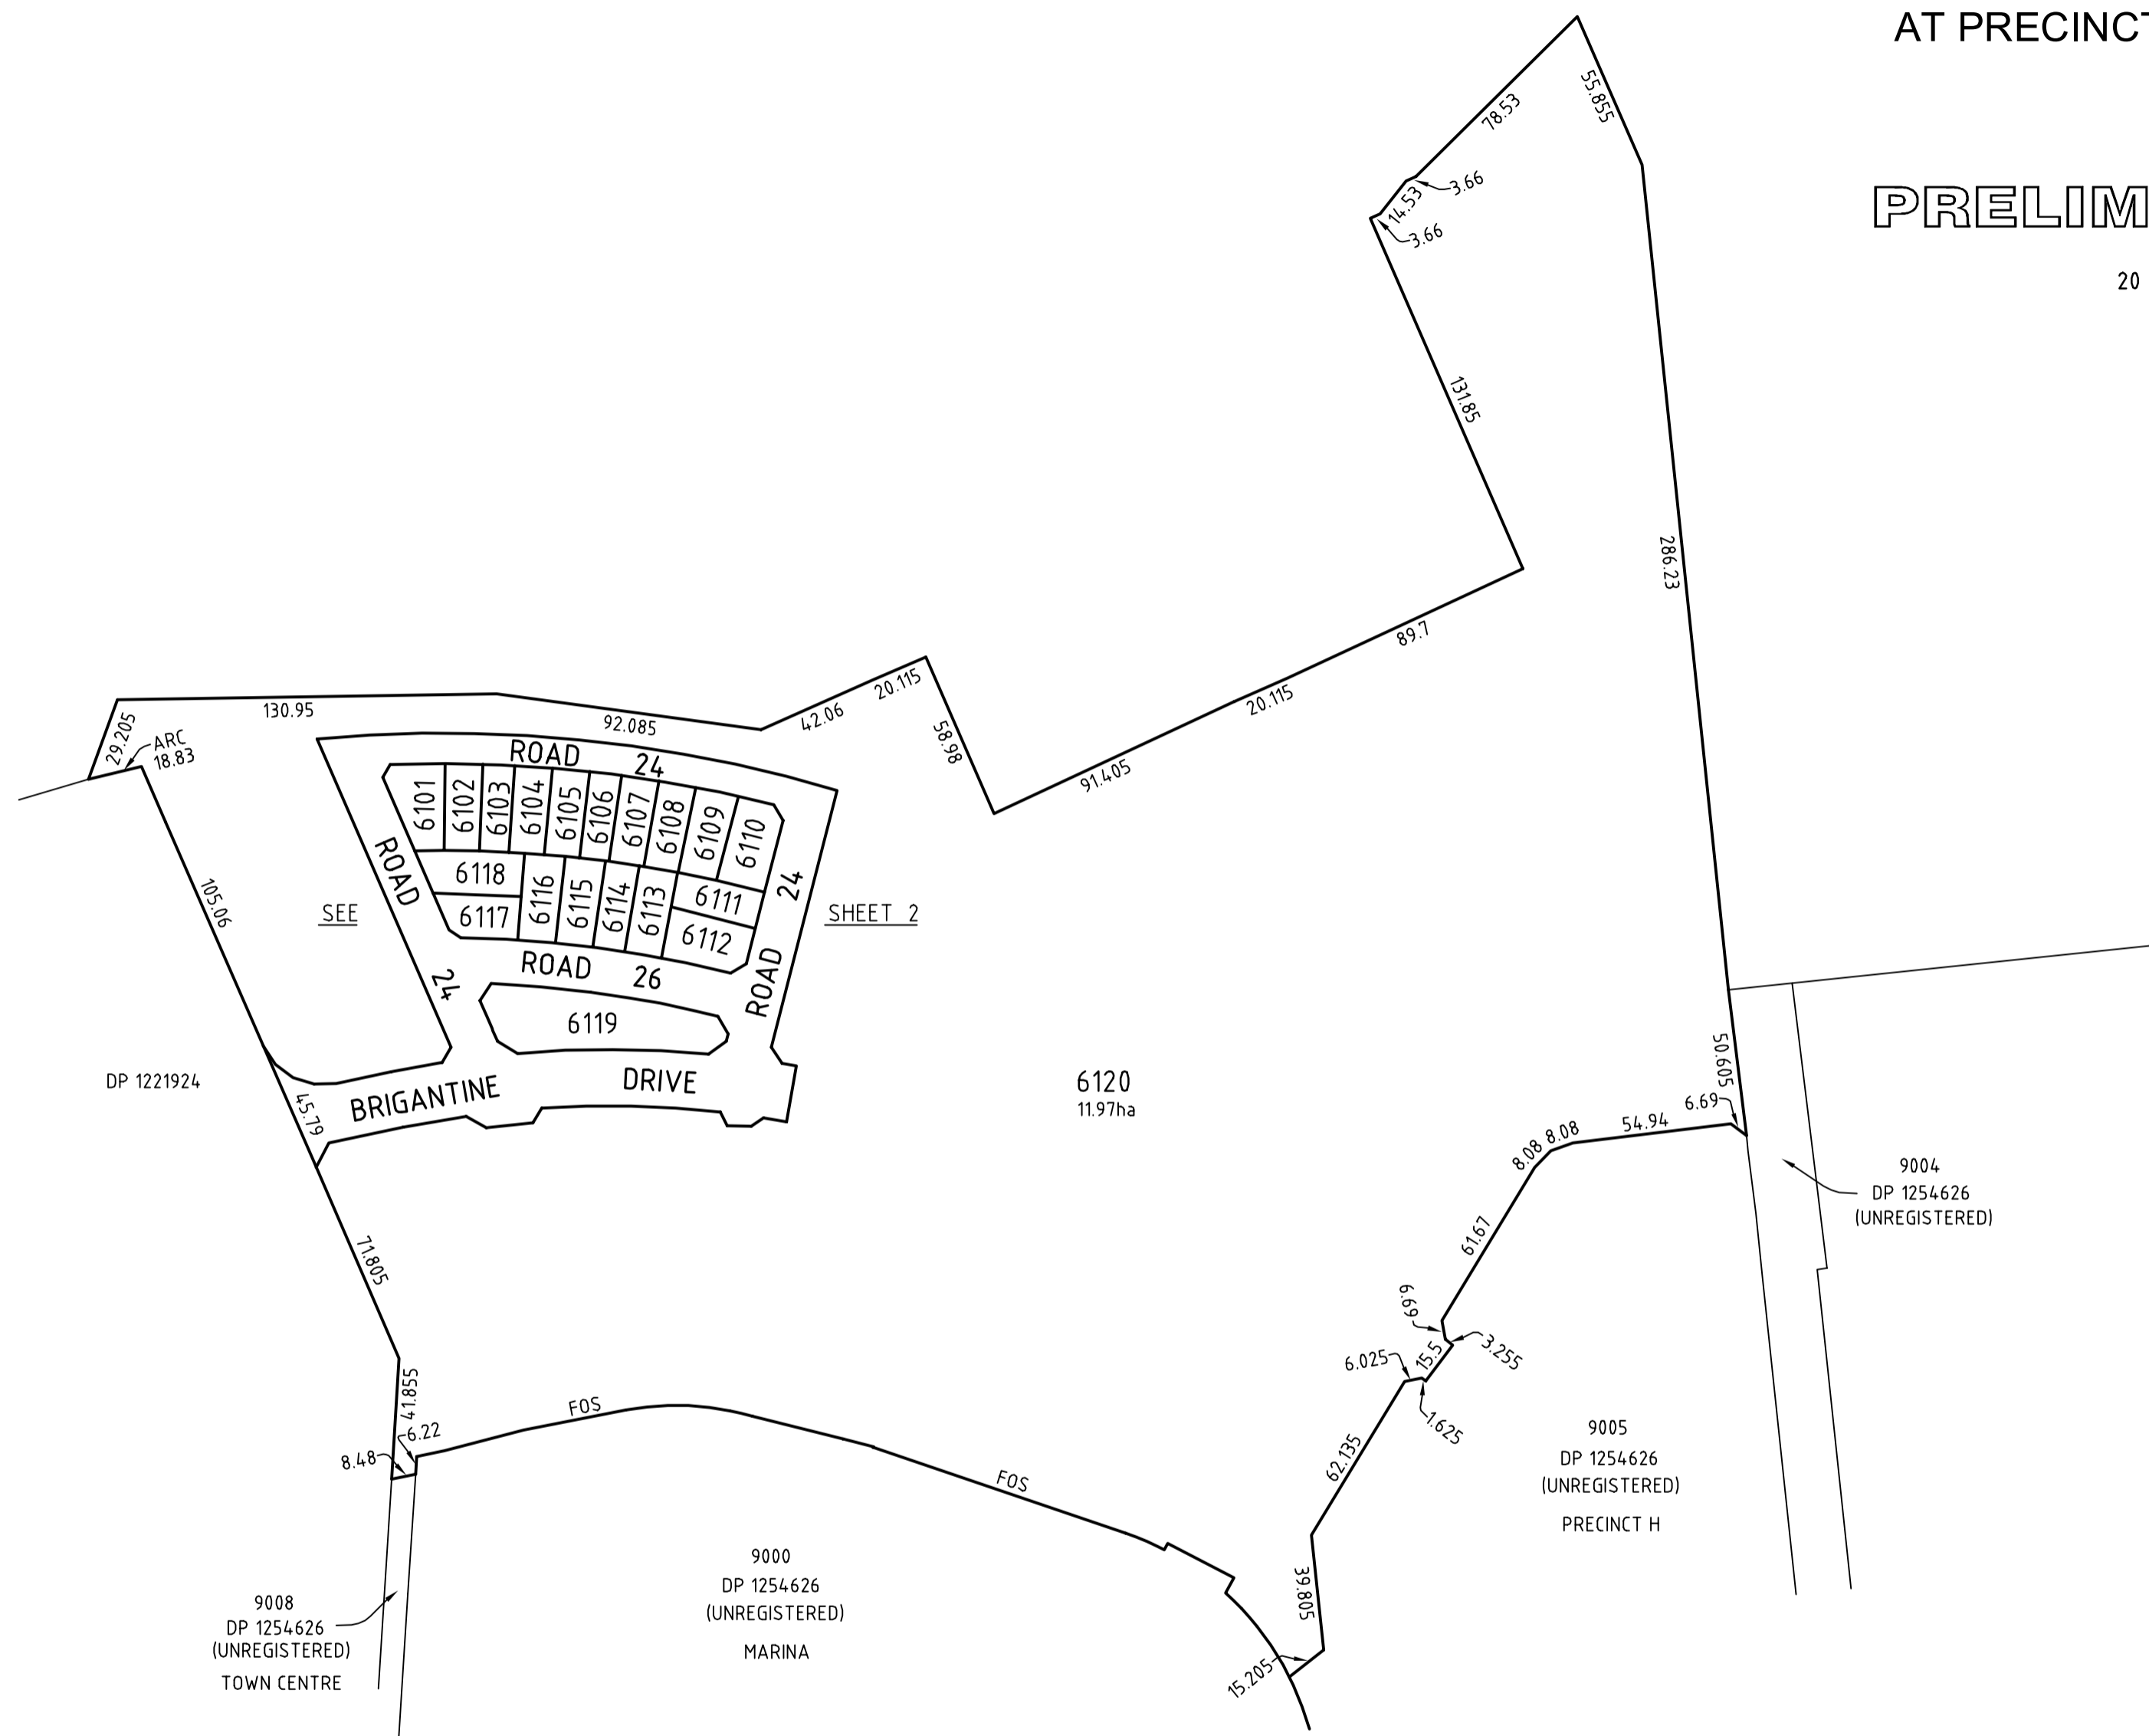 AT PRECINCT
PRELIM
20
55.855
78.53
3.66
14.53
3.66
131.85
286.23
89.7
20.115
91.405
58.98
20.115
42.06
92.085
130.95
29.205
ARC
18.83
105.06
ROAD 24
6101
6102
6103
6104
6105
6106
6107
6108
6109
6110
6118
6117
6116
6115
6114
6113
6111
6112
ROAD 24
ROAD 24
SEE SHEET 2
ROAD 26
6119
DP 1221924
45.79
BRIGANTINE DRIVE
6120
11.97ha
50.605
6.69
54.94
8.08
8.08
9004
DP 1254626
(UNREGISTERED)
61.67
71.805
6.69
3.255
15.5
6.025
1.625
41.855
6.22
8.48
FOS
FOS
62.135
9005
DP 1254626
(UNREGISTERED)
PRECINCT H
39.805
15.205
9000
DP 1254626
(UNREGISTERED)
MARINA
9008
DP 1254626
(UNREGISTERED)
TOWN CENTRE